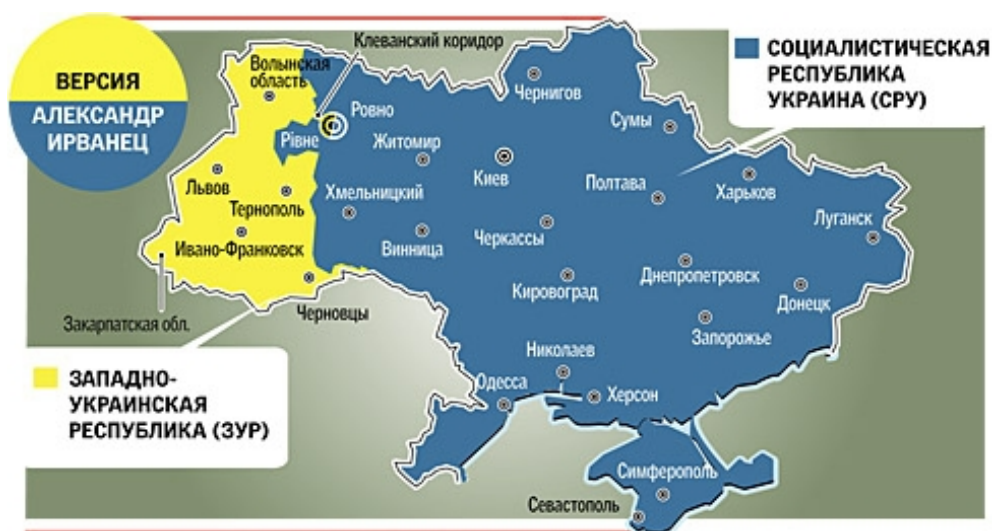 ВЕРСИЯ
АЛЕКСАНДР
ИРВАНЕЦ
Клеванский коридор
Волынская
область
Ровно
Рівне
Житомир
Чернигов
Сумы
Киев
Львов
Тернополь
Хмельницкий
Полтава
Харьков
Луганск
Ивано-Франковск
Винница
Черкассы
Днепропетровск
Кировоград
Донецк
Черновцы
Закарпатская обл.
Запорожье
Николаев
Одесса
Херсон
Симферополь
Севастополь
СОЦИАЛИСТИЧЕСКАЯ
РЕСПУБЛИКА
УКРАИНА (СРУ)
ЗАПАДНО-
УКРАИНСКАЯ
РЕСПУБЛИКА (ЗУР)